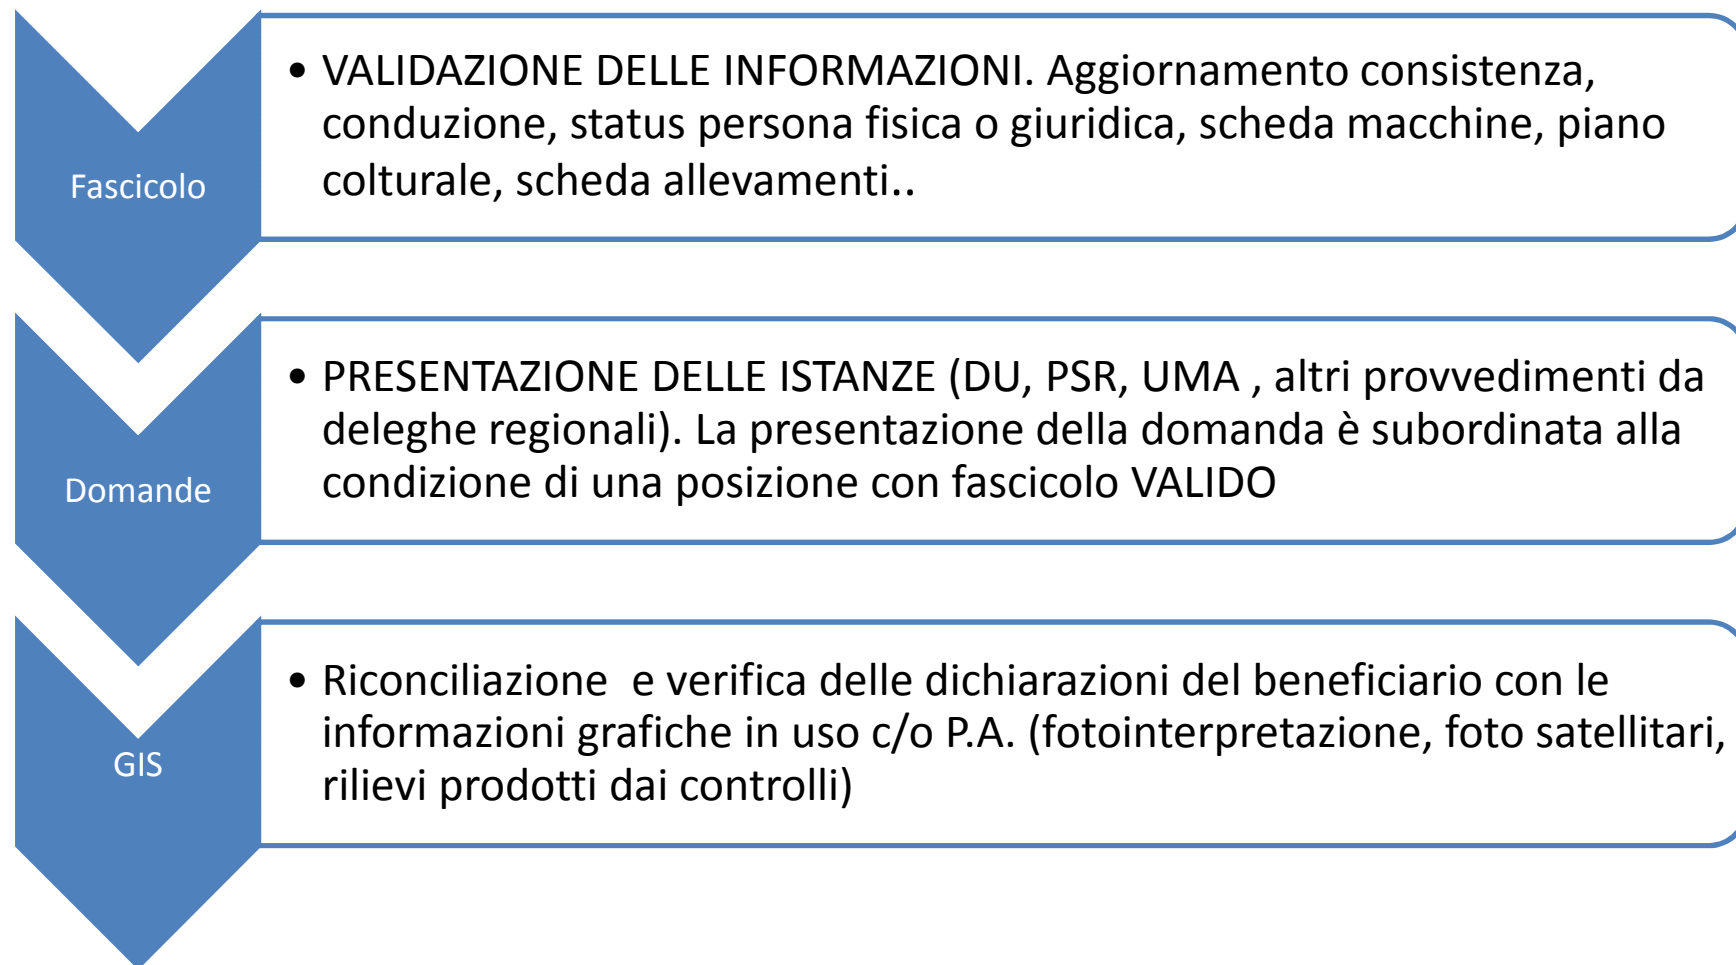 Fascicolo
• VALIDAZIONE DELLE INFORMAZIONI. Aggiornamento consistenza,
conduzione, status persona fisica o giuridica, scheda macchine, piano
colturale, scheda allevamenti..
Domande
• PRESENTAZIONE DELLE ISTANZE (DU, PSR, UMA , altri provvedimenti da
deleghe regionali). La presentazione della domanda è subordinata alla
condizione di una posizione con fascicolo VALIDO
GIS
• Riconciliazione  e verifica delle dichiarazioni del beneficiario con le
informazioni grafiche in uso c/o P.A. (fotointerpretazione, foto satellitari,
rilievi prodotti dai controlli)